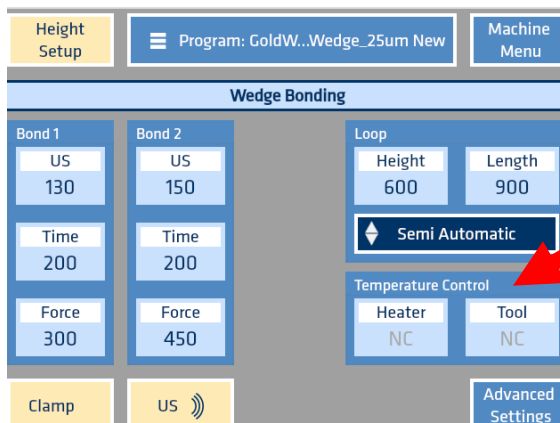 Height
Setup
Program: GoldW...Wedge_25um New
Machine
Menu
Wedge Bonding
Bond 1
US
130
Time
200
Force
300
Bond 2
US
150
Time
200
Force
450
Loop
Height
600
Length
900
Semi Automatic
Temperature Control
Heater
NC
Tool
NC
Clamp
US
Advanced
Settings